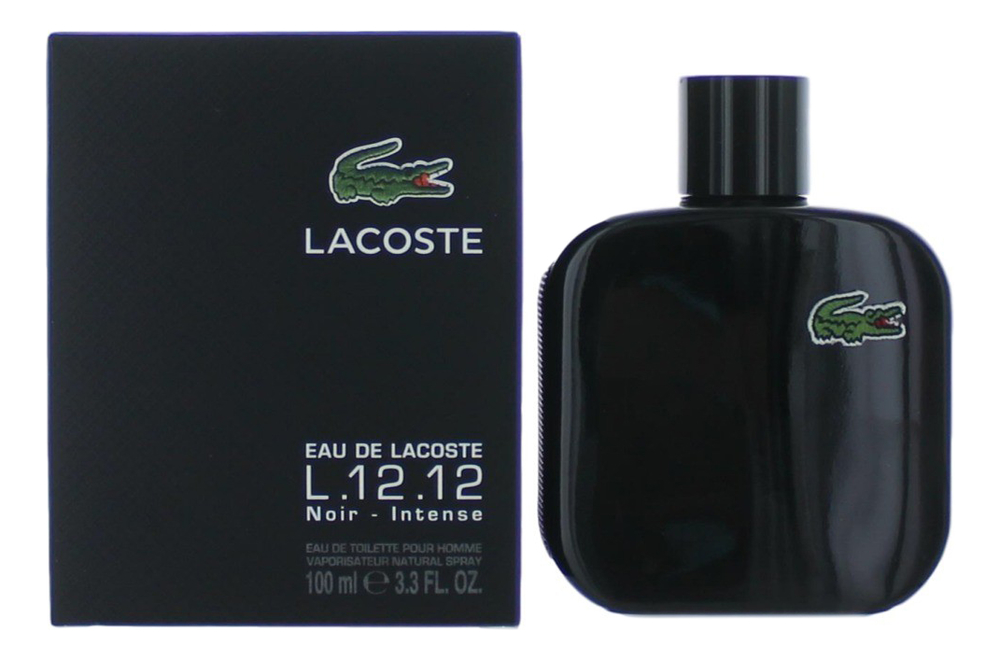 LACOSTE
EAU DE LACOSTE
L.12.12
Noir - Intense
EAU DE TOILETTE POUR HOMME
VAPORISATEUR NATURAL SPRAY
100 ml ℮ 3.3 FL. OZ.